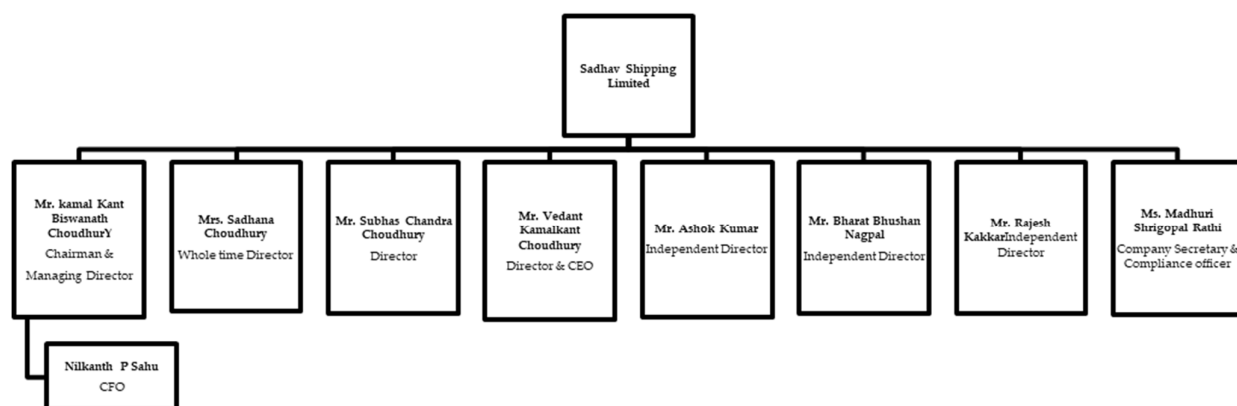 Sadhav Shipping
Limited
Mr. kamal Kant
Biswanath
ChoudhurY
Chairman &
Managing Director
Mrs. Sadhana
Choudhury
Whole time Director
Mr. Subhas Chandra
Choudhury
Director
Mr. Vedant
Kamalkant
Choudhury
Director & CEO
Mr. Ashok Kumar
Independent Director
Mr. Bharat Bhushan
Nagpal
Independent Director
Mr. Rajesh
KakkarIndependent
Director
Ms. Madhuri
Shrigopal Rathi
Company Secretary &
Compliance officer
Nilkanth P Sahu
CFO